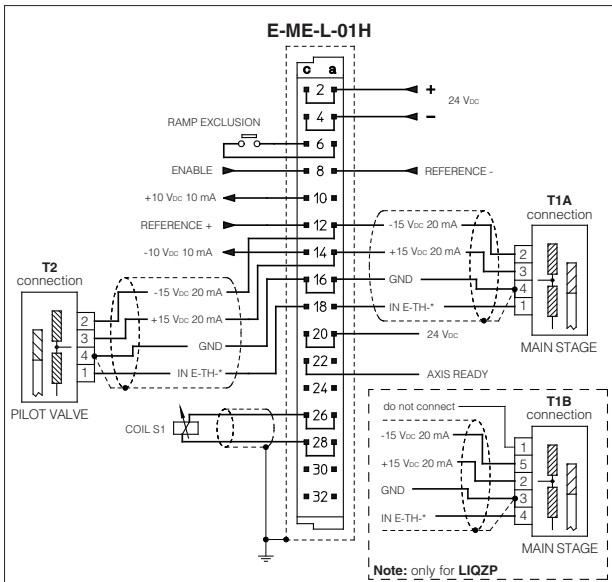 E-ME-L-01H
c a
2
+
24 VDC
4
-
RAMP EXCLUSION
6
ENABLE
8
REFERENCE -
+10 VDC 10 mA
10
T1A
connection
REFERENCE +
12
-15 VDC 20 mA
2
-10 VDC 10 mA
14
+15 VDC 20 mA
3
T2
connection
16
GND
4
-15 VDC 20 mA
18
IN E-TH-*
1
2
+15 VDC 20 mA
3
20
24 VDC
MAIN STAGE
GND
4
22
IN E-TH-*
1
AXIS READY
24
PILOT VALVE
T1B
connection
do not connect
1
COIL S1
26
-15 VDC 20 mA
5
28
+15 VDC 20 mA
2
GND
3
30
IN E-TH-*
4
32
MAIN STAGE
Note: only for LIQZP